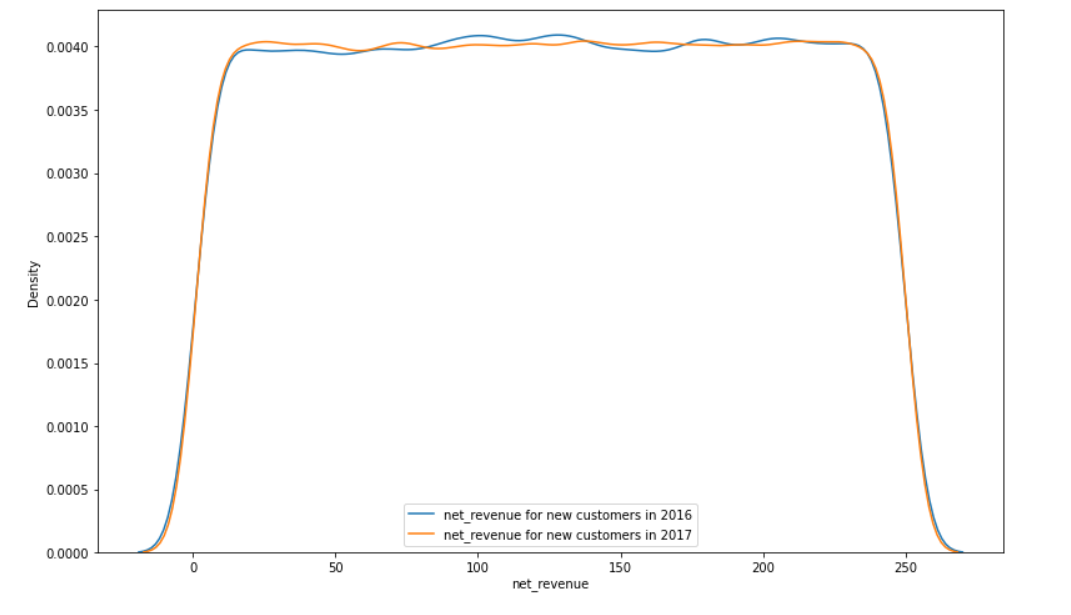 0.0040
0.0035
0.0030
0.0025
0.0020
0.0015
0.0010
0.0005
0.0000
Density
net_revenue for new customers in 2016
net_revenue for new customers in 2017
0 50 100 150 200 250
net_revenue